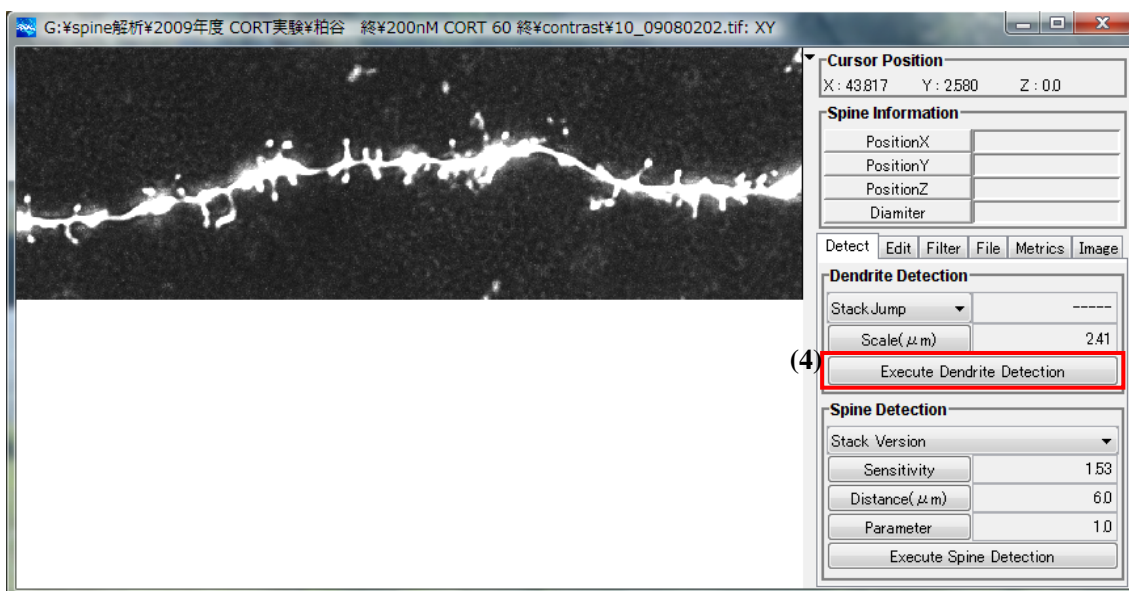 G:¥spine解析¥2009年度 CORT実験¥柏谷　終¥200nM CORT 60 終¥contrast¥10_09080202.tif: XY
Cursor Position
X : 43.817 Y : 2.580 Z : 0.0
Spine Information
PositionX
PositionY
PositionZ
Diamiter
Detect Edit Filter File Metrics Image
Dendrite Detection
Stack Jump -----
Scale(μm) 2.41
(4) Execute Dendrite Detection
Spine Detection
Stack Version
Sensitivity 1.53
Distance(μm) 6.0
Parameter 1.0
Execute Spine Detection